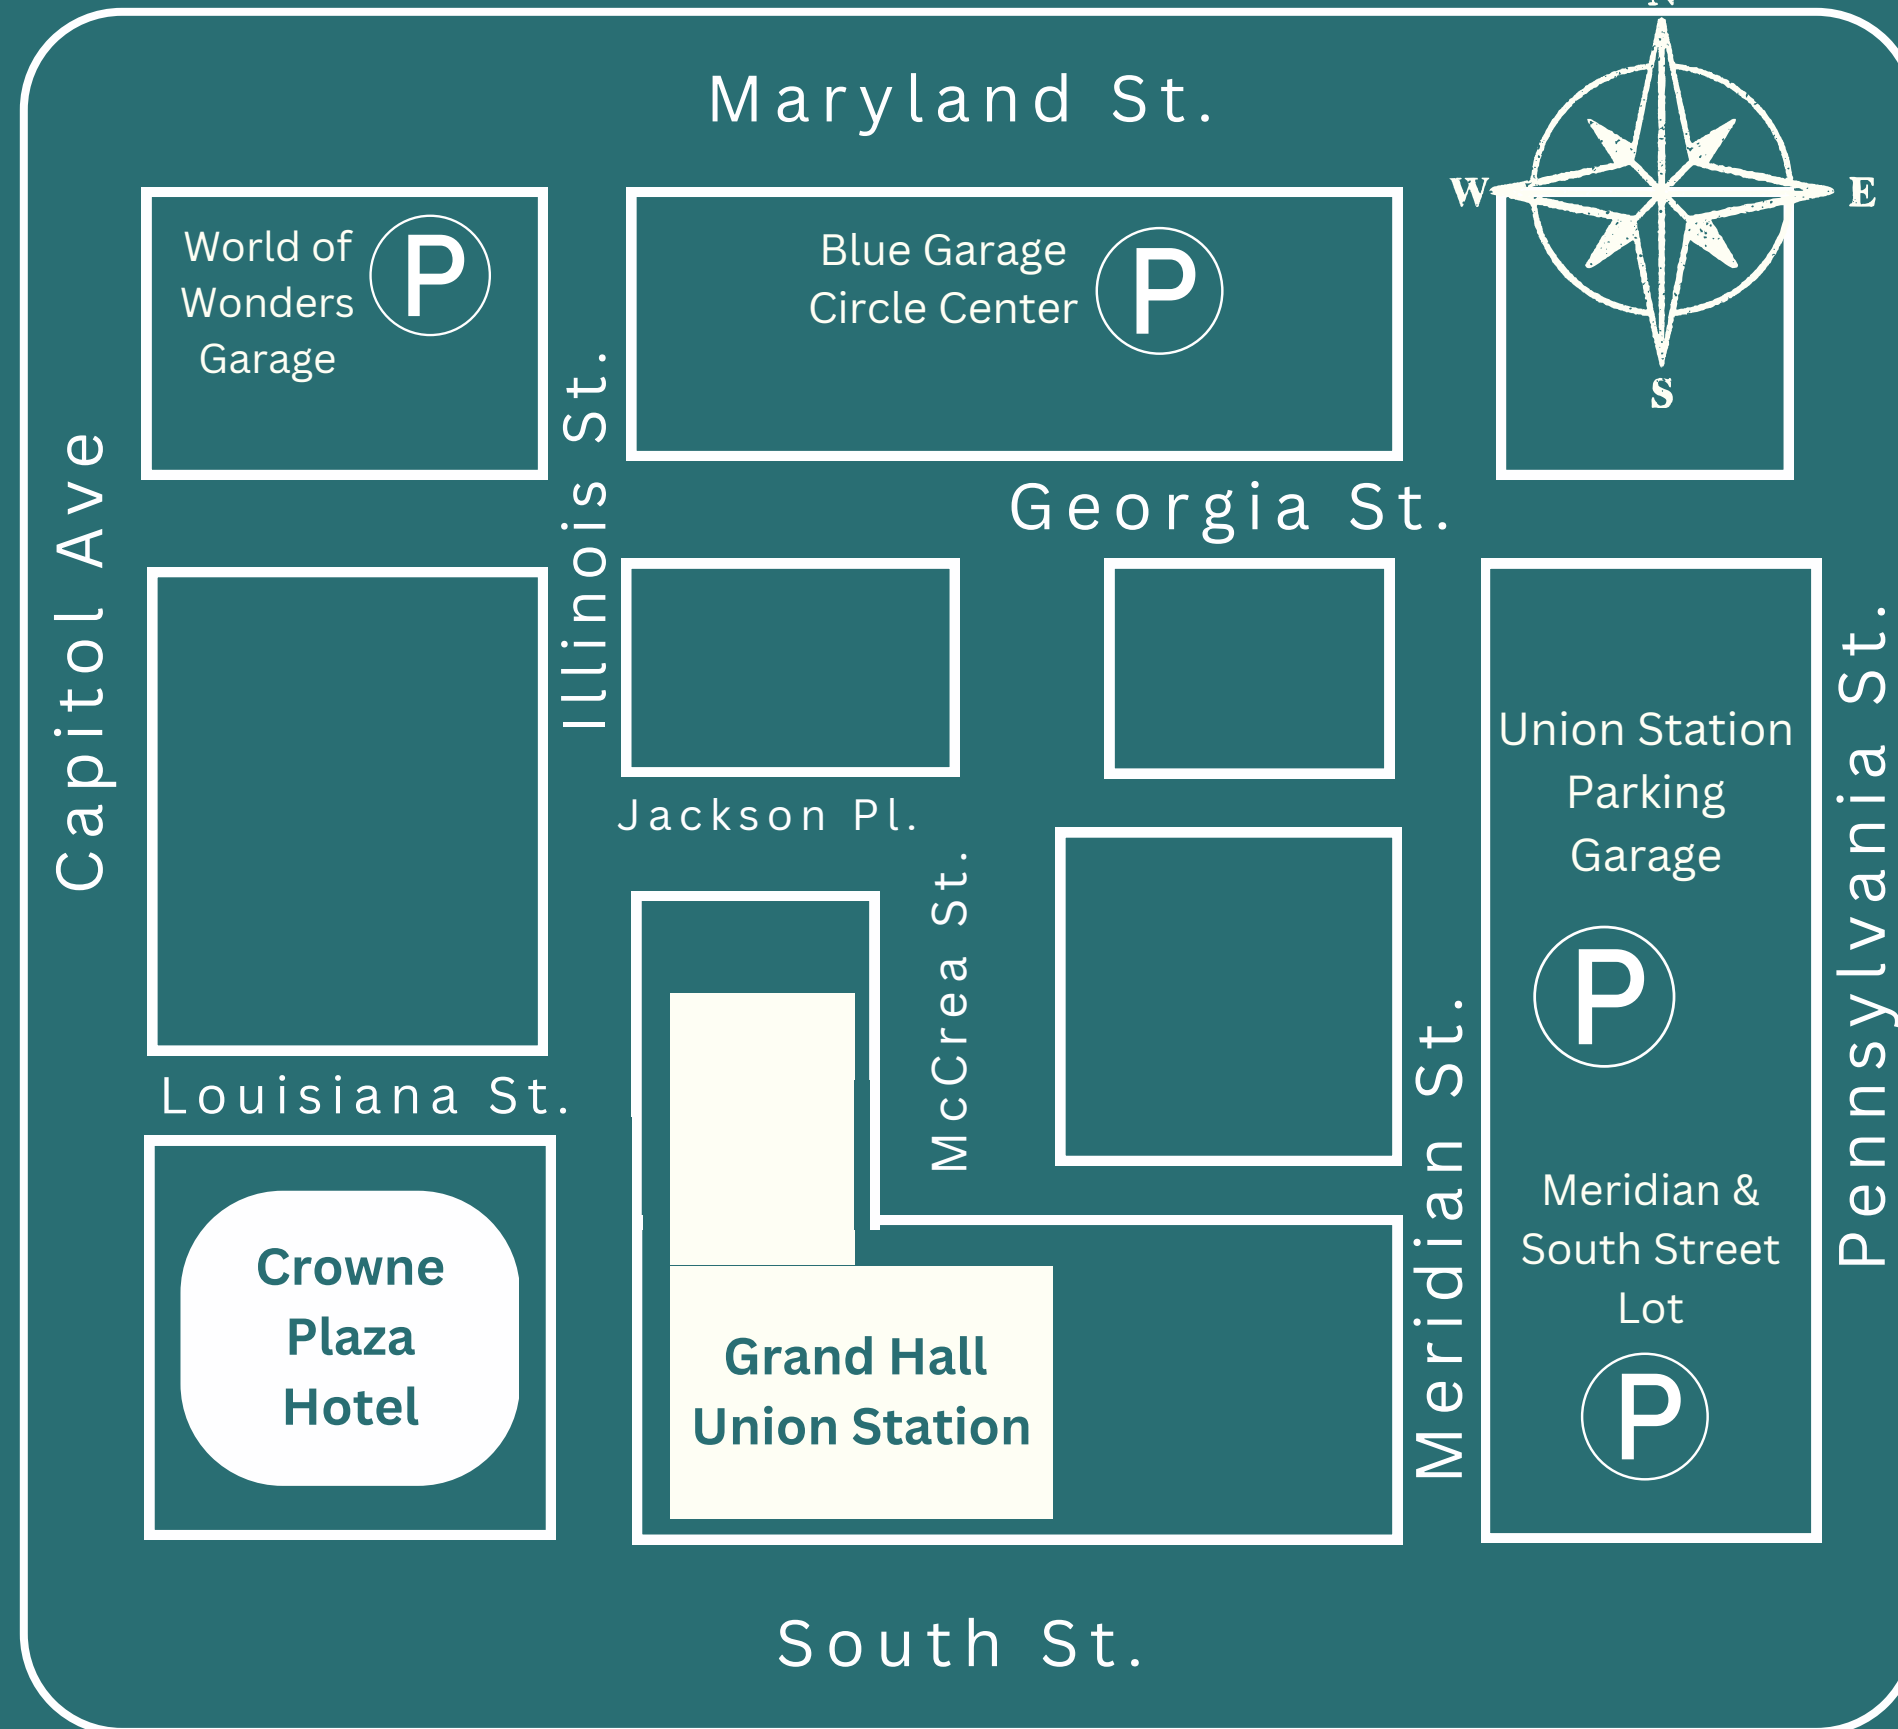 N
Maryland St.
W
E
World of
Wonders
Garage
P
Blue Garage
Circle Center
P
S
Capitol Ave
Illinois St.
Georgia St.
Jackson Pl.
McCrea St.
Union Station
Parking
Garage
P
Pennsylvania St.
Louisiana St.
Meridian St.
Meridian &
South Street
Lot
P
Crowne
Plaza
Hotel
Grand Hall
Union Station
South St.